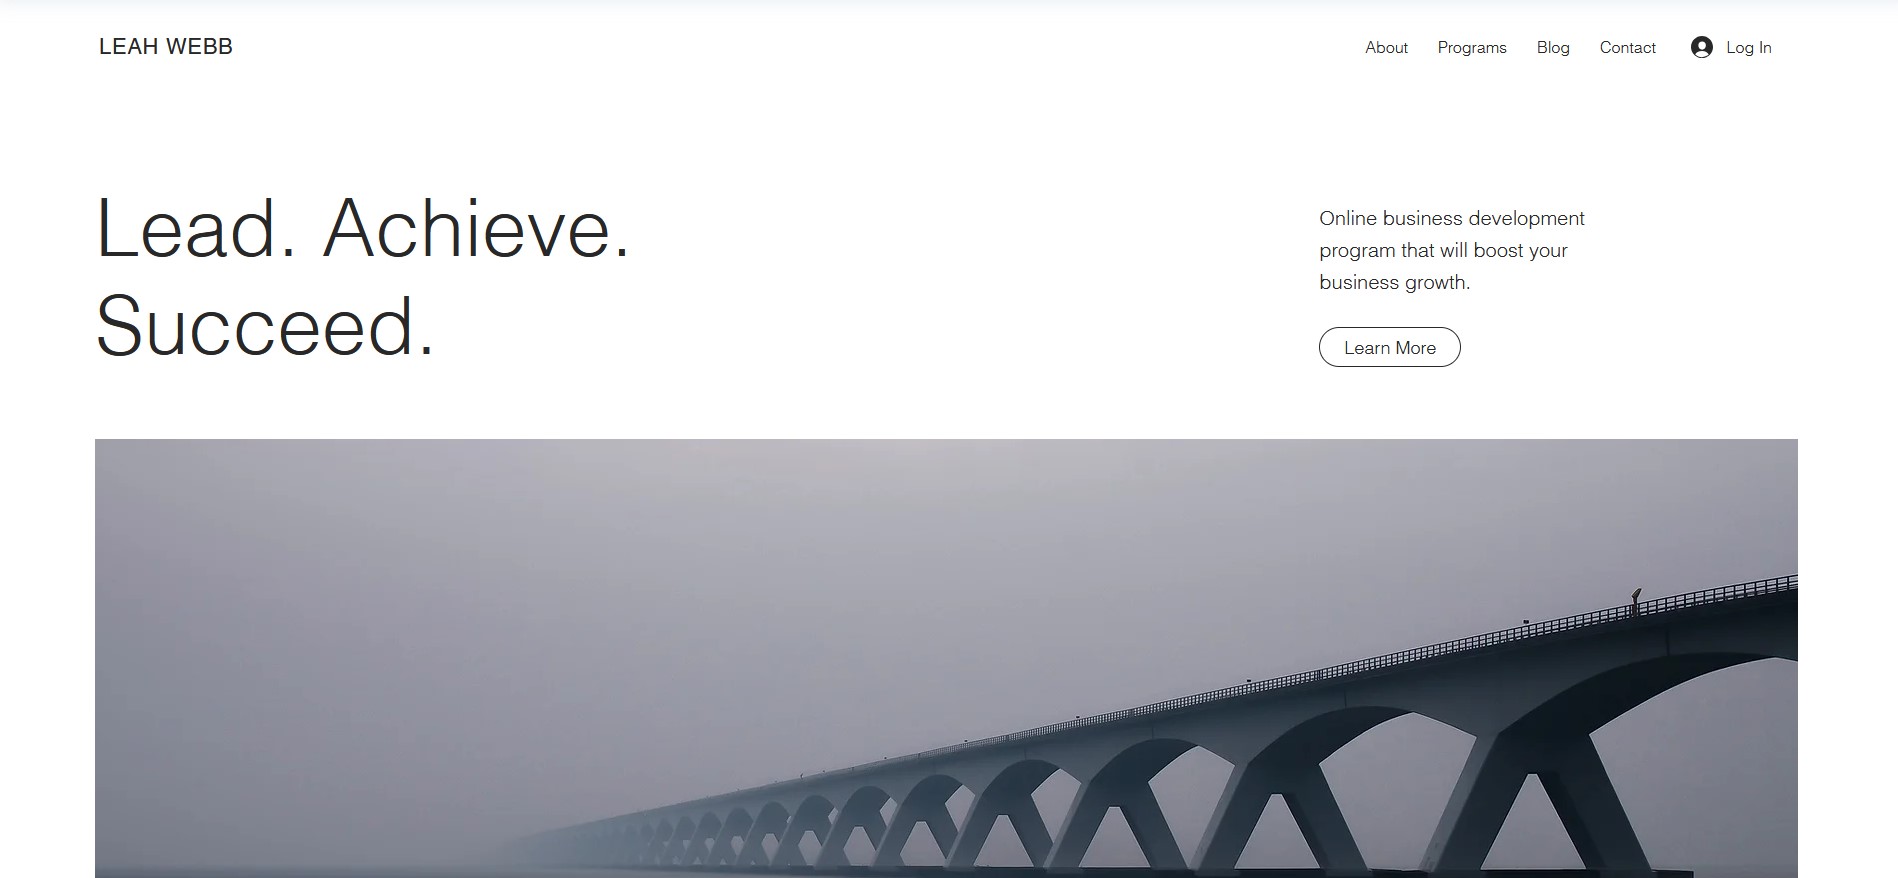 LEAH WEBB
About
Programs
Blog
Contact
Log In
Lead. Achieve.
Succeed.
Online business development
program that will boost your
business growth.
Learn More